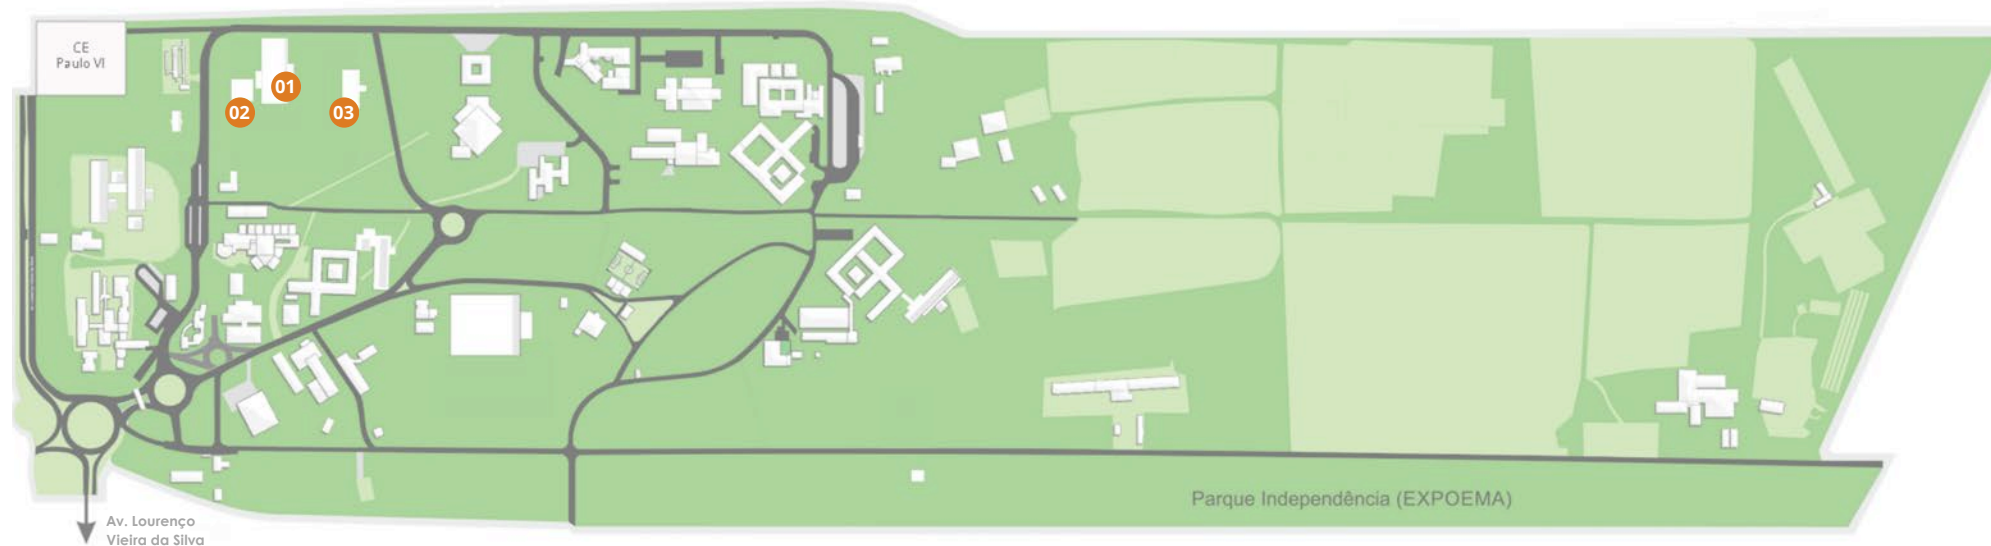 CE
Paulo VI
01
02
03
Parque Independência (EXPOEMA)
Av. Lourenço
Vieira da Silva